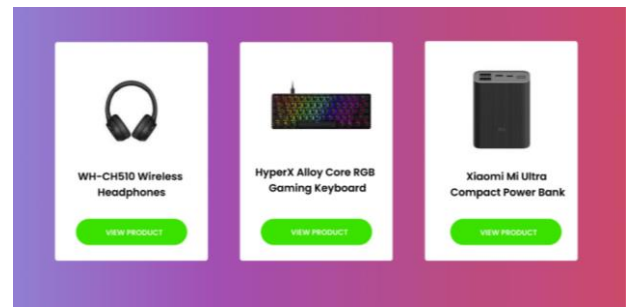 WH-CH510 Wireless
Headphones
VIEW PRODUCT
HyperX Alloy Core RGB
Gaming Keyboard
VIEW PRODUCT
Xiaomi Mi Ultra
Compact Power Bank
VIEW PRODUCT